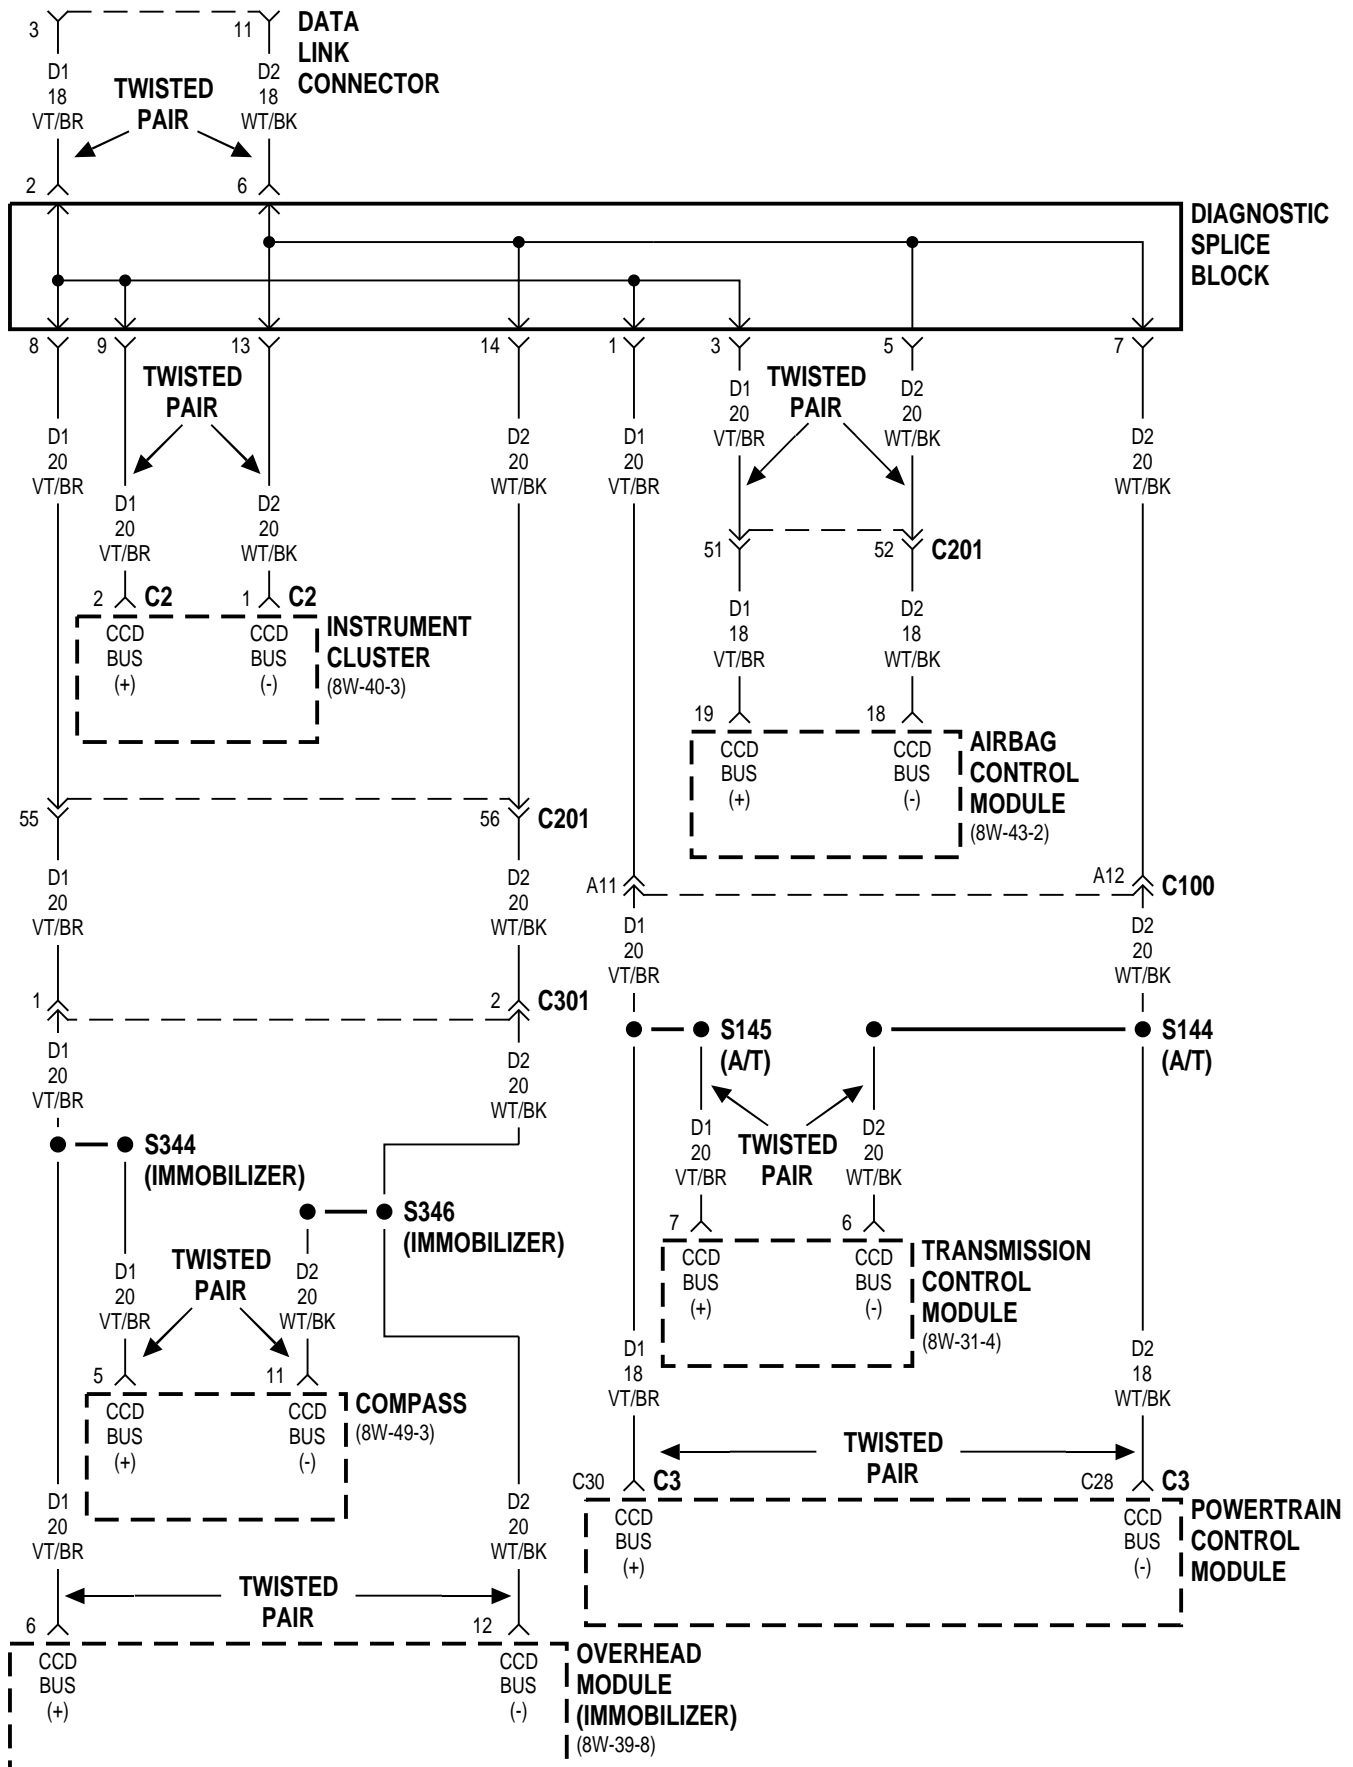 3
11
DATA
LINK
CONNECTOR
D1
18
VT/BR
D2
18
WT/BK
TWISTED
PAIR
2
6
DIAGNOSTIC
SPLICE
BLOCK
8
9
13
14
1
3
5
7
TWISTED
PAIR
TWISTED
PAIR
D1
20
VT/BR
D2
20
WT/BK
D1
20
VT/BR
D1
20
VT/BR
D2
20
WT/BK
D2
20
WT/BK
D1
20
VT/BR
D2
20
WT/BK
51
52
C201
2
C2
1
C2
CCD
BUS
(+)
CCD
BUS
(-)
INSTRUMENT
CLUSTER
(8W-40-3)
D1
18
VT/BR
D2
18
WT/BK
19
18
CCD
BUS
(+)
CCD
BUS
(-)
AIRBAG
CONTROL
MODULE
(8W-43-2)
55
56
C201
A11
A12
C100
D1
20
VT/BR
D2
20
WT/BK
D1
20
VT/BR
D2
20
WT/BK
1
2
C301
S145
(A/T)
S144
(A/T)
D1
20
VT/BR
D2
20
WT/BK
D1
20
VT/BR
TWISTED
PAIR
D2
20
WT/BK
S344
(IMMOBILIZER)
S346
(IMMOBILIZER)
7
6
CCD
BUS
(+)
CCD
BUS
(-)
TRANSMISSION
CONTROL
MODULE
(8W-31-4)
D1
20
VT/BR
TWISTED
PAIR
D2
20
WT/BK
5
11
CCD
BUS
(+)
CCD
BUS
(-)
COMPASS
(8W-49-3)
D1
18
VT/BR
D2
18
WT/BK
TWISTED
PAIR
C30
C3
C28
C3
CCD
BUS
(+)
CCD
BUS
(-)
POWERTRAIN
CONTROL
MODULE
D1
20
VT/BR
D2
20
WT/BK
TWISTED
PAIR
6
12
CCD
BUS
(+)
CCD
BUS
(-)
OVERHEAD
MODULE
(IMMOBILIZER)
(8W-39-8)